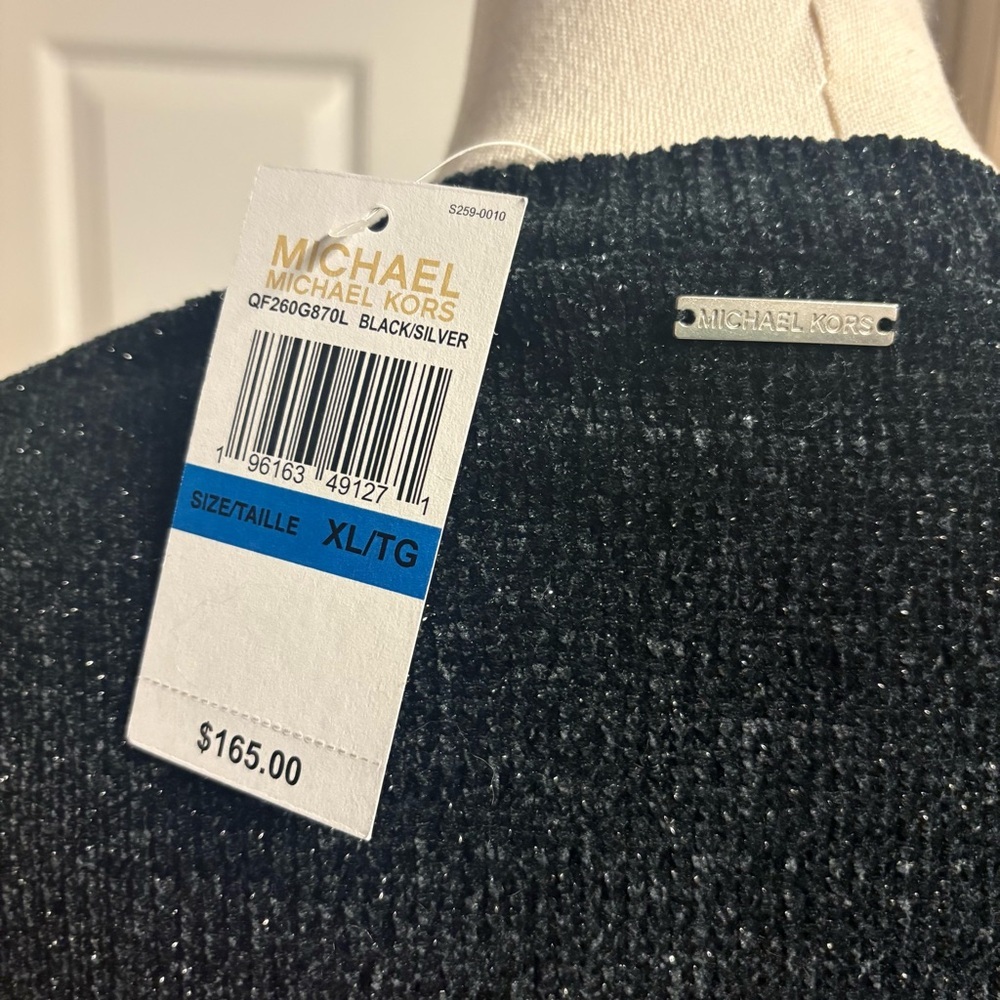 S259-0010
MICHAEL
MICHAEL KORS
QF260G870L BLACK/SILVER
1 96163 49127 1
SIZE/TAILLE XL/TG
$165.00
MICHAEL KORS